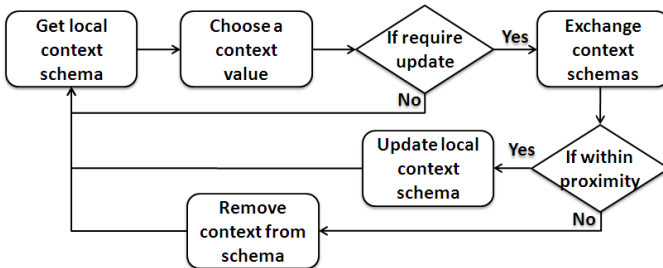 Get local
context
schema
Choose a
context
value
If require
update
Yes
Exchange
context
schemas
No
Update local
context
schema
Yes
If within
proximity
No
Remove
context from
schema